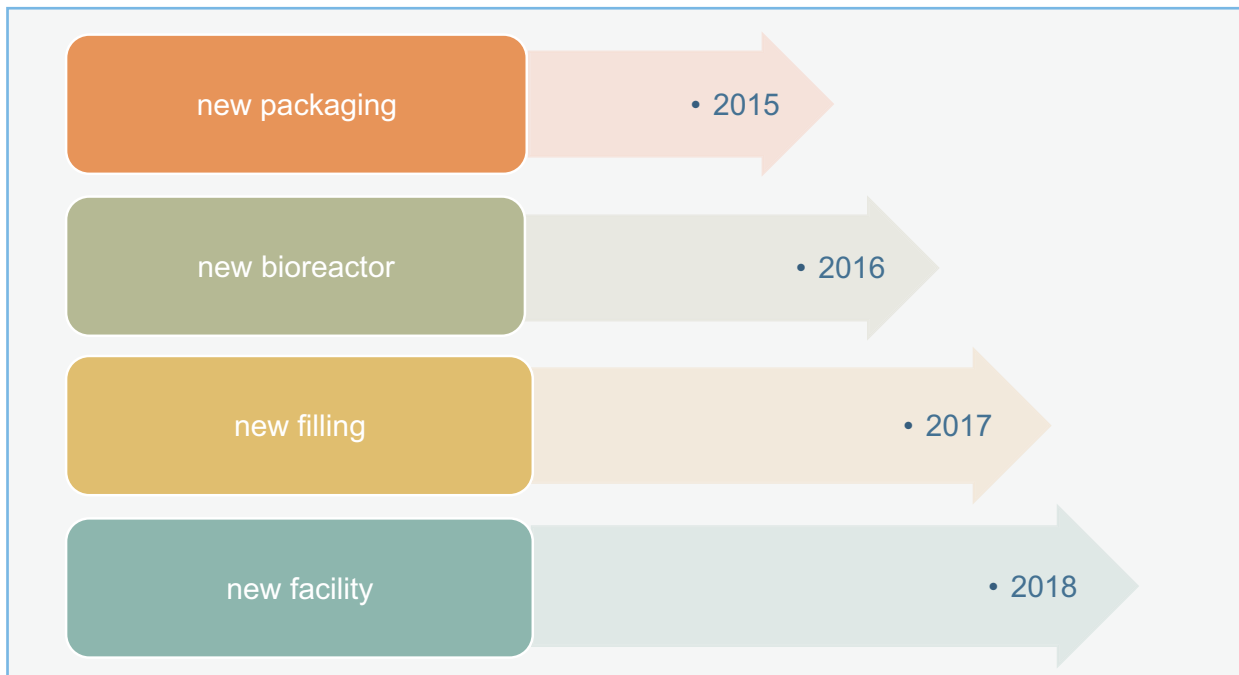 new packaging
• 2015
new bioreactor
• 2016
new filling
• 2017
new facility
• 2018